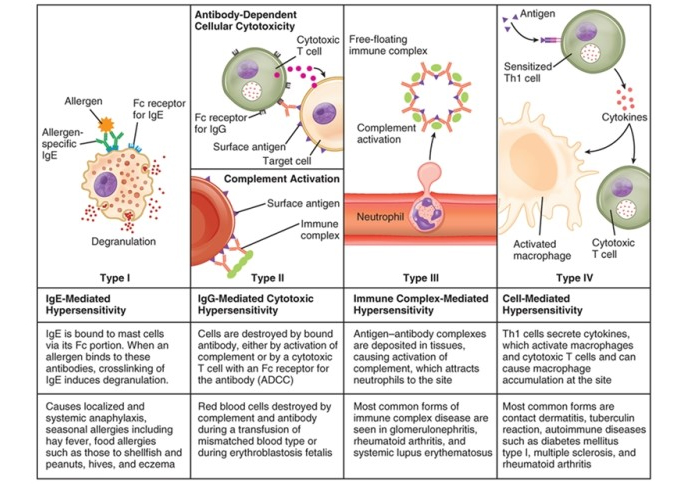 Allergen
Allergen-
specific
IgE
Fc receptor
for IgE
Degranulation
Type I
Antibody-Dependent
Cellular Cytotoxicity
Cytotoxic
T cell
Fc receptor
for IgG
Surface antigen
Target cell
Complement Activation
Surface antigen
Immune
complex
Type II
Free-floating
immune complex
Complement
activation
Neutrophil
Type III
Antigen
Sensitized
Th1 cell
Cytokines
Activated
macrophage
Cytotoxic
T cell
Type IV
IgE-Mediated
Hypersensitivity
IgG-Mediated Cytotoxic
Hypersensitivity
Immune Complex-Mediated
Hypersensitivity
Cell-Mediated
Hypersensitivity
IgE is bound to mast cells
via its Fc portion. When an
allergen binds to these
antibodies, crosslinking of
IgE induces degranulation.
Cells are destroyed by bound
antibody, either by activation of
complement or by a cytotoxic
T cell with an Fc receptor for
the antibody (ADCC)
Antigen–antibody complexes
are deposited in tissues,
causing activation of
complement, which attracts
neutrophils to the site
Th1 cells secrete cytokines,
which activate macrophages
and cytotoxic T cells and can
cause macrophage
accumulation at the site
Causes localized and
systemic anaphylaxis,
seasonal allergies including
hay fever, food allergies
such as those to shellfish and
peanuts, hives, and eczema
Red blood cells destroyed by
complement and antibody
during a transfusion of
mismatched blood type or
during erythroblastosis fetalis
Most common forms of
immune complex disease are
seen in glomerulonephritis,
rheumatoid arthritis, and
systemic lupus erythematosus
Most common forms are
contact dermatitis, tuberculin
reaction, autoimmune diseases
such as diabetes mellitus
type I, multiple sclerosis, and
rheumatoid arthritis